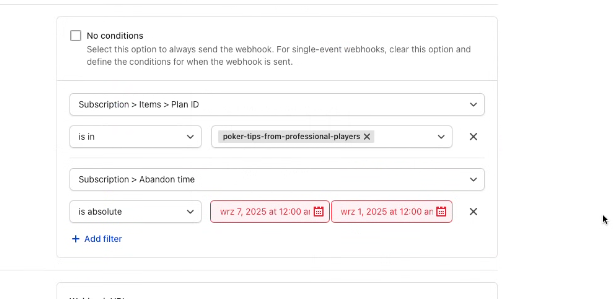 No conditions
Select this option to always send the webhook. For single-event webhooks, clear this option and
define the conditions for when the webhook is sent.
Subscription > Items > Plan ID
is in
poker-tips-from-professional-players
Subscription > Abandon time
is absolute
wrz 7, 2025 at 12:00
wrz 1, 2025 at 12:00
+ Add filter